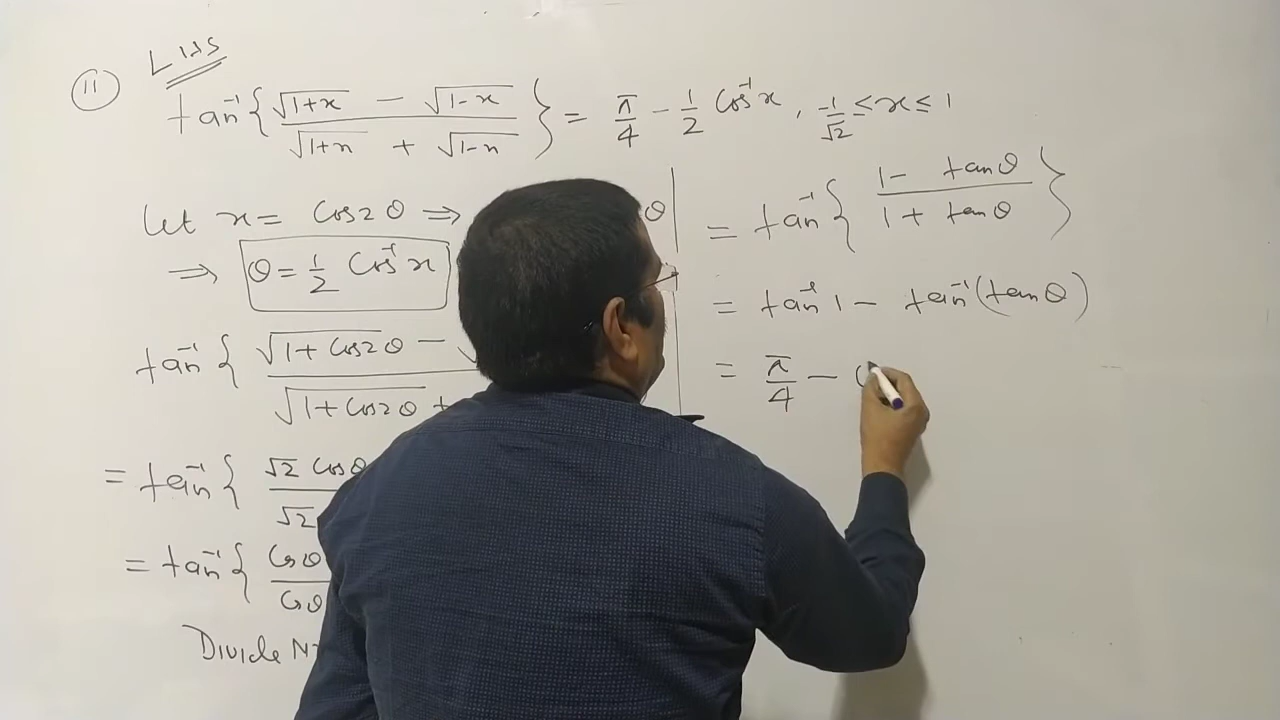 (11) LHS
tan⁻¹{(√1+x − √1−x)/(√1+x + √1−x)} = π/4 − 1/2 Cos⁻¹x, −1/√2 ≤ x ≤ 1
Let x = Cos2θ ⇒
θ
⇒ θ = 1/2 Cos⁻¹x
tan⁻¹{ √1+Cos2θ − √
√1+Cos2θ +
= tan⁻¹{ √2 Cosθ
√2
= tan⁻¹{ Cosθ
Cosθ
Divide N
= tan⁻¹{(1 − tanθ)/(1 + tanθ)}
= tan⁻¹1 − tan⁻¹(tanθ)
= π/4 −